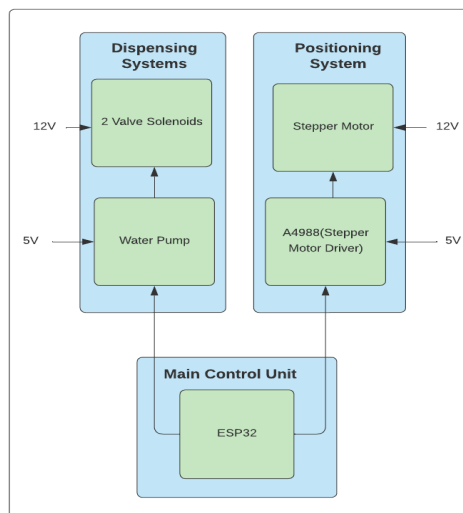 Dispensing
Systems
2 Valve Solenoids
12V
Water Pump
5V
Positioning
System
Stepper Motor
12V
A4988(Stepper
Motor Driver)
5V
Main Control Unit
ESP32